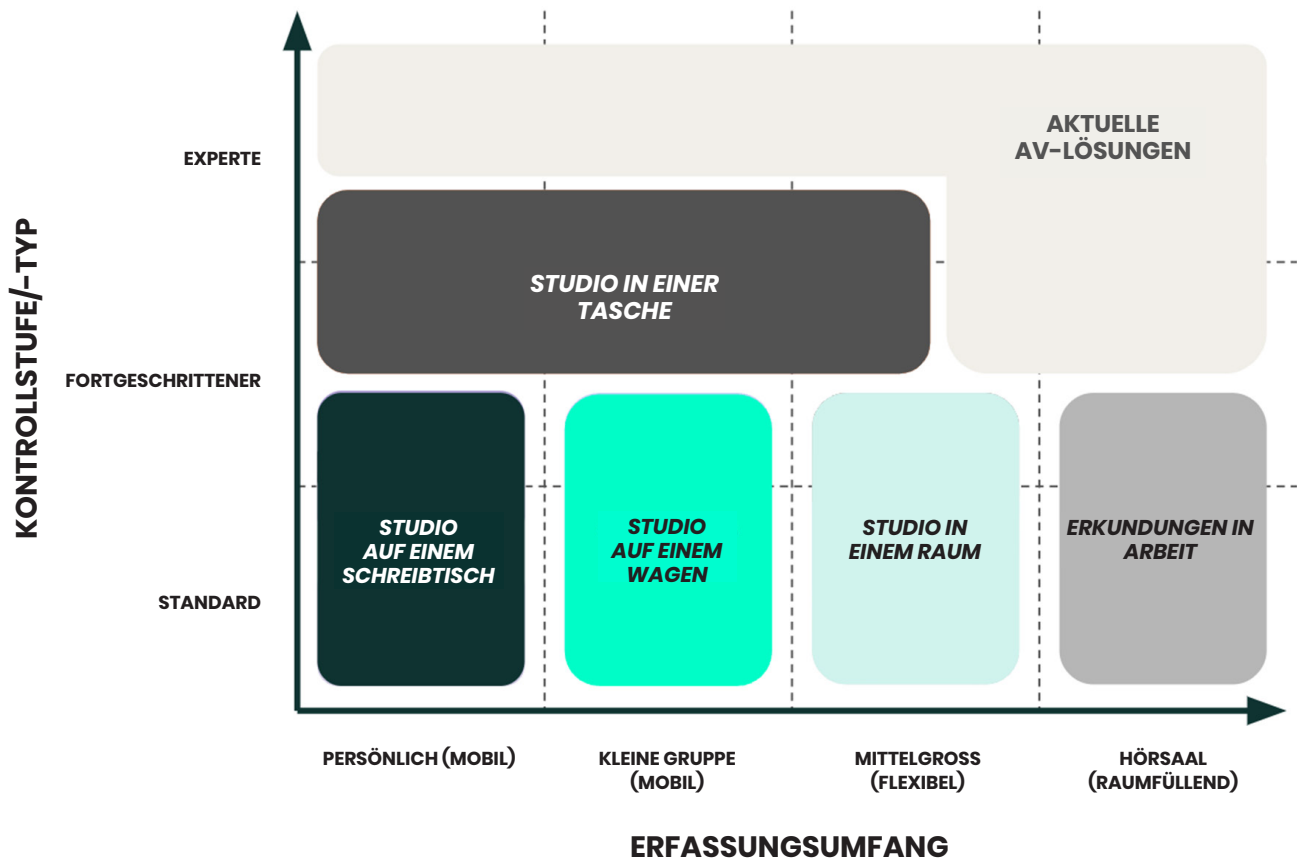 KONTROLLSTUFE/-TYP
EXPERTE
FORTGESCHRITTENER
STANDARD
AKTUELLE
AV-LÖSUNGEN
STUDIO IN EINER
TASCHE
STUDIO
AUF EINEM
SCHREIBTISCH
STUDIO
AUF EINEM
WAGEN
STUDIO IN
EINEM RAUM
ERKUNDUNGEN IN
ARBEIT
PERSÖNLICH (MOBIL)
KLEINE GRUPPE
(MOBIL)
MITTELGROSS
(FLEXIBEL)
HÖRSAAL
(RAUMFÜLLEND)
ERFASSUNGSUMFANG